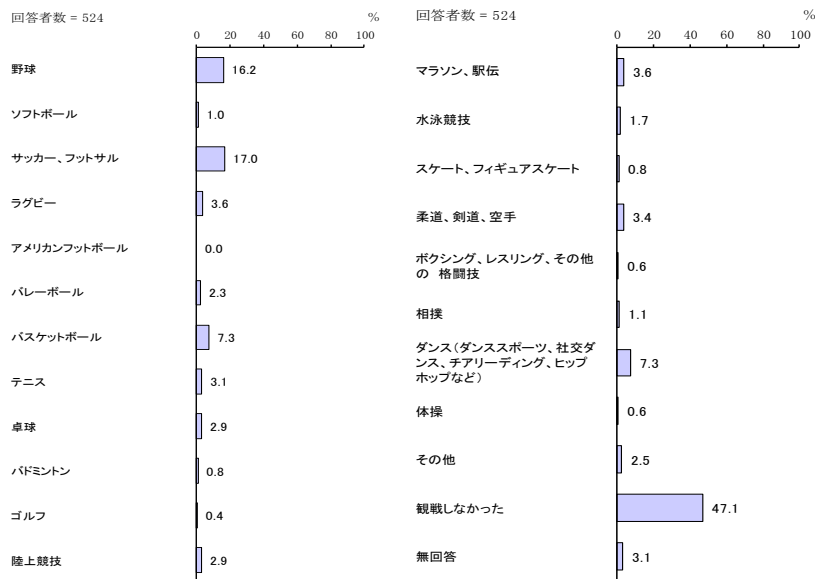 回答者数 = 524
%
0 20 40 60 80 100
野球 16.2
ソフトボール 1.0
サッカー、フットサル 17.0
ラグビー 3.6
アメリカンフットボール 0.0
バレーボール 2.3
バスケットボール 7.3
テニス 3.1
卓球 2.9
バドミントン 0.8
ゴルフ 0.4
陸上競技 2.9
回答者数 = 524
%
0 20 40 60 80 100
マラソン、駅伝 3.6
水泳競技 1.7
スケート、フィギュアスケート 0.8
柔道、剣道、空手 3.4
ボクシング、レスリング、その他
の 格闘技 0.6
相撲 1.1
ダンス(ダンススポーツ、社交ダ
ンス、チアリーディング、ヒップ
ホップなど) 7.3
体操 0.6
その他 2.5
観戦しなかった 47.1
無回答 3.1